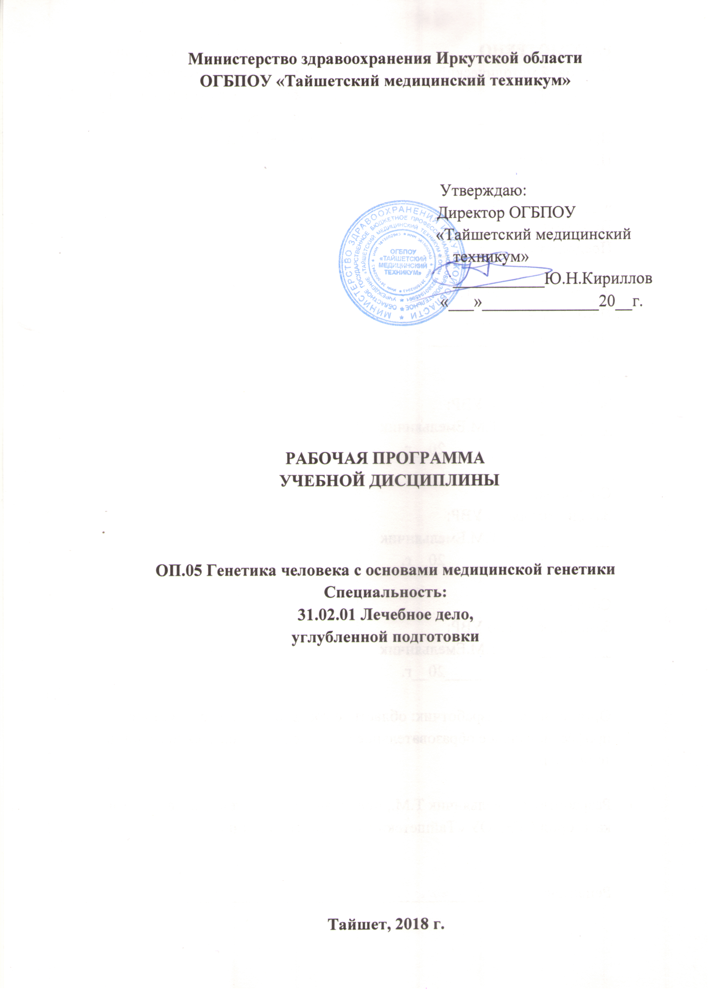 Министерство здравоохранения Иркутской области
ОГБПОУ «Тайшетский медицинский техникум»
Утверждаю:
Директор ОГБПОУ
«Тайшетский медицинский
техникум»
___________Ю.Н.Кириллов
«___»______________20__г.
МИНИСТЕРСТВО ЗДРАВООХРАНЕНИЯ ИРКУТСКОЙ ОБЛАСТИ
ОБЛАСТНОЕ ГОСУДАРСТВЕННОЕ БЮДЖЕТНОЕ ПРОФЕССИОНАЛЬНОЕ ОБРАЗОВАТЕЛЬНОЕ
УЧРЕЖДЕНИЕ «ТАЙШЕТСКИЙ МЕДИЦИНСКИЙ ТЕХНИКУМ» ОГРН
ИНН 3815002943
ОГБПОУ
«ТАЙШЕТСКИЙ
МЕДИЦИНСКИЙ
ТЕХНИКУМ»
РАБОЧАЯ ПРОГРАММА
УЧЕБНОЙ ДИСЦИПЛИНЫ
ОП.05 Генетика человека с основами медицинской генетики
Специальность:
31.02.01 Лечебное дело,
углубленной подготовки
Тайшет, 2018 г.